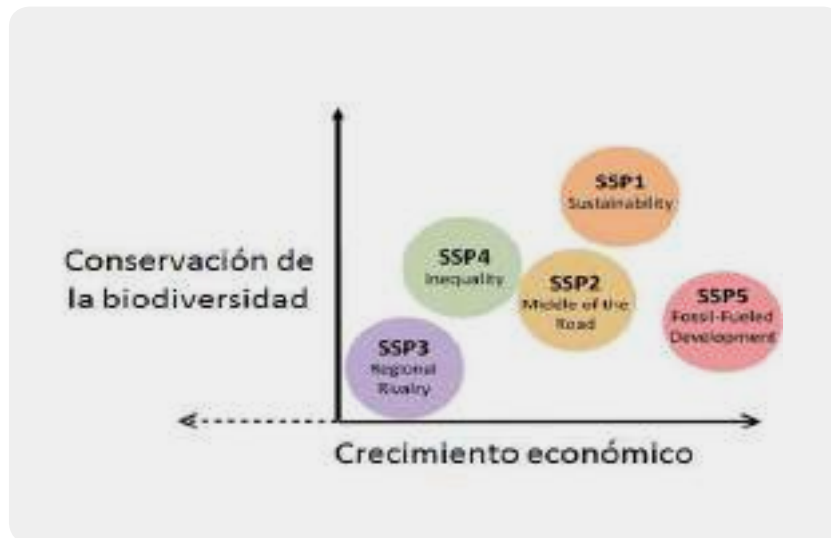 SSP1
Sustainability
SSP4
Inequality
Conservación de
la biodiversidad
SSP2
Middle of the
Road
SSP5
Fossil-Fueled
Development
SSP3
Regional
Rivalry
Crecimiento económico